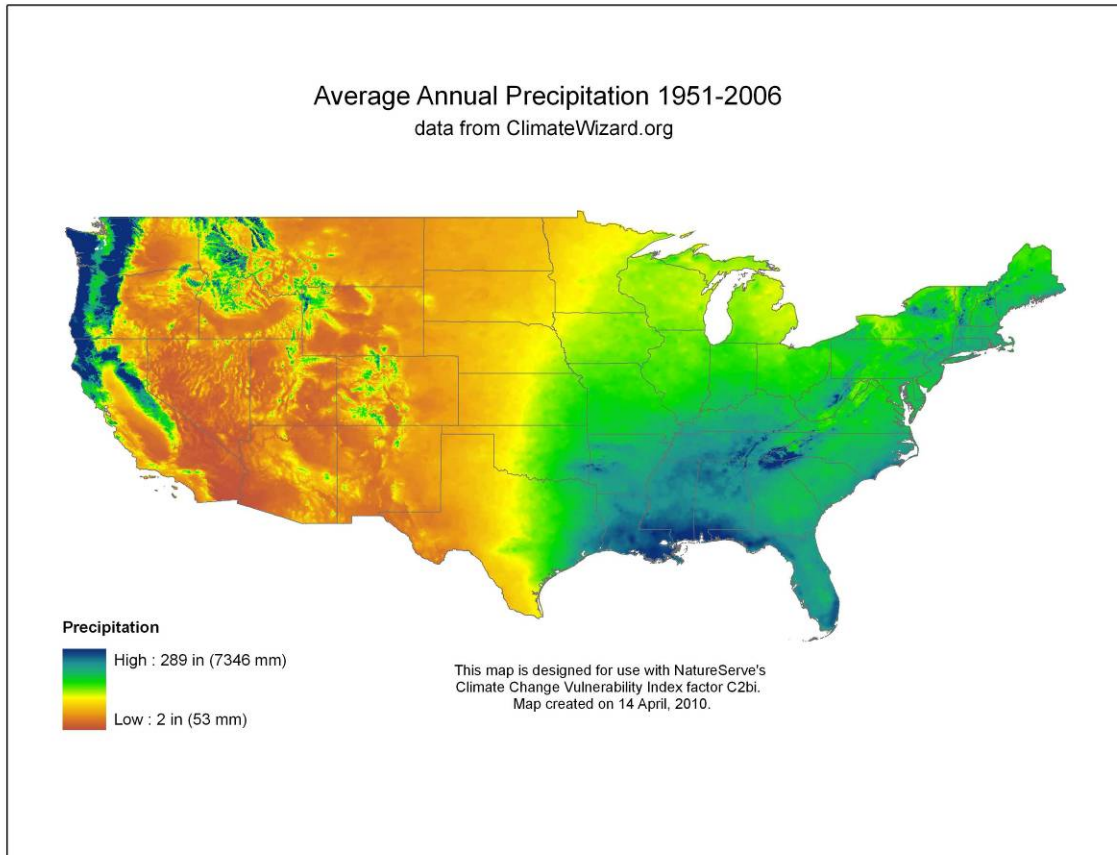 Average Annual Precipitation 1951-2006
data from ClimateWizard.org
Precipitation
High : 289 in (7346 mm)
Low : 2 in (53 mm)
This map is designed for use with NatureServe's
Climate Change Vulnerability Index factor C2bi.
Map created on 14 April, 2010.